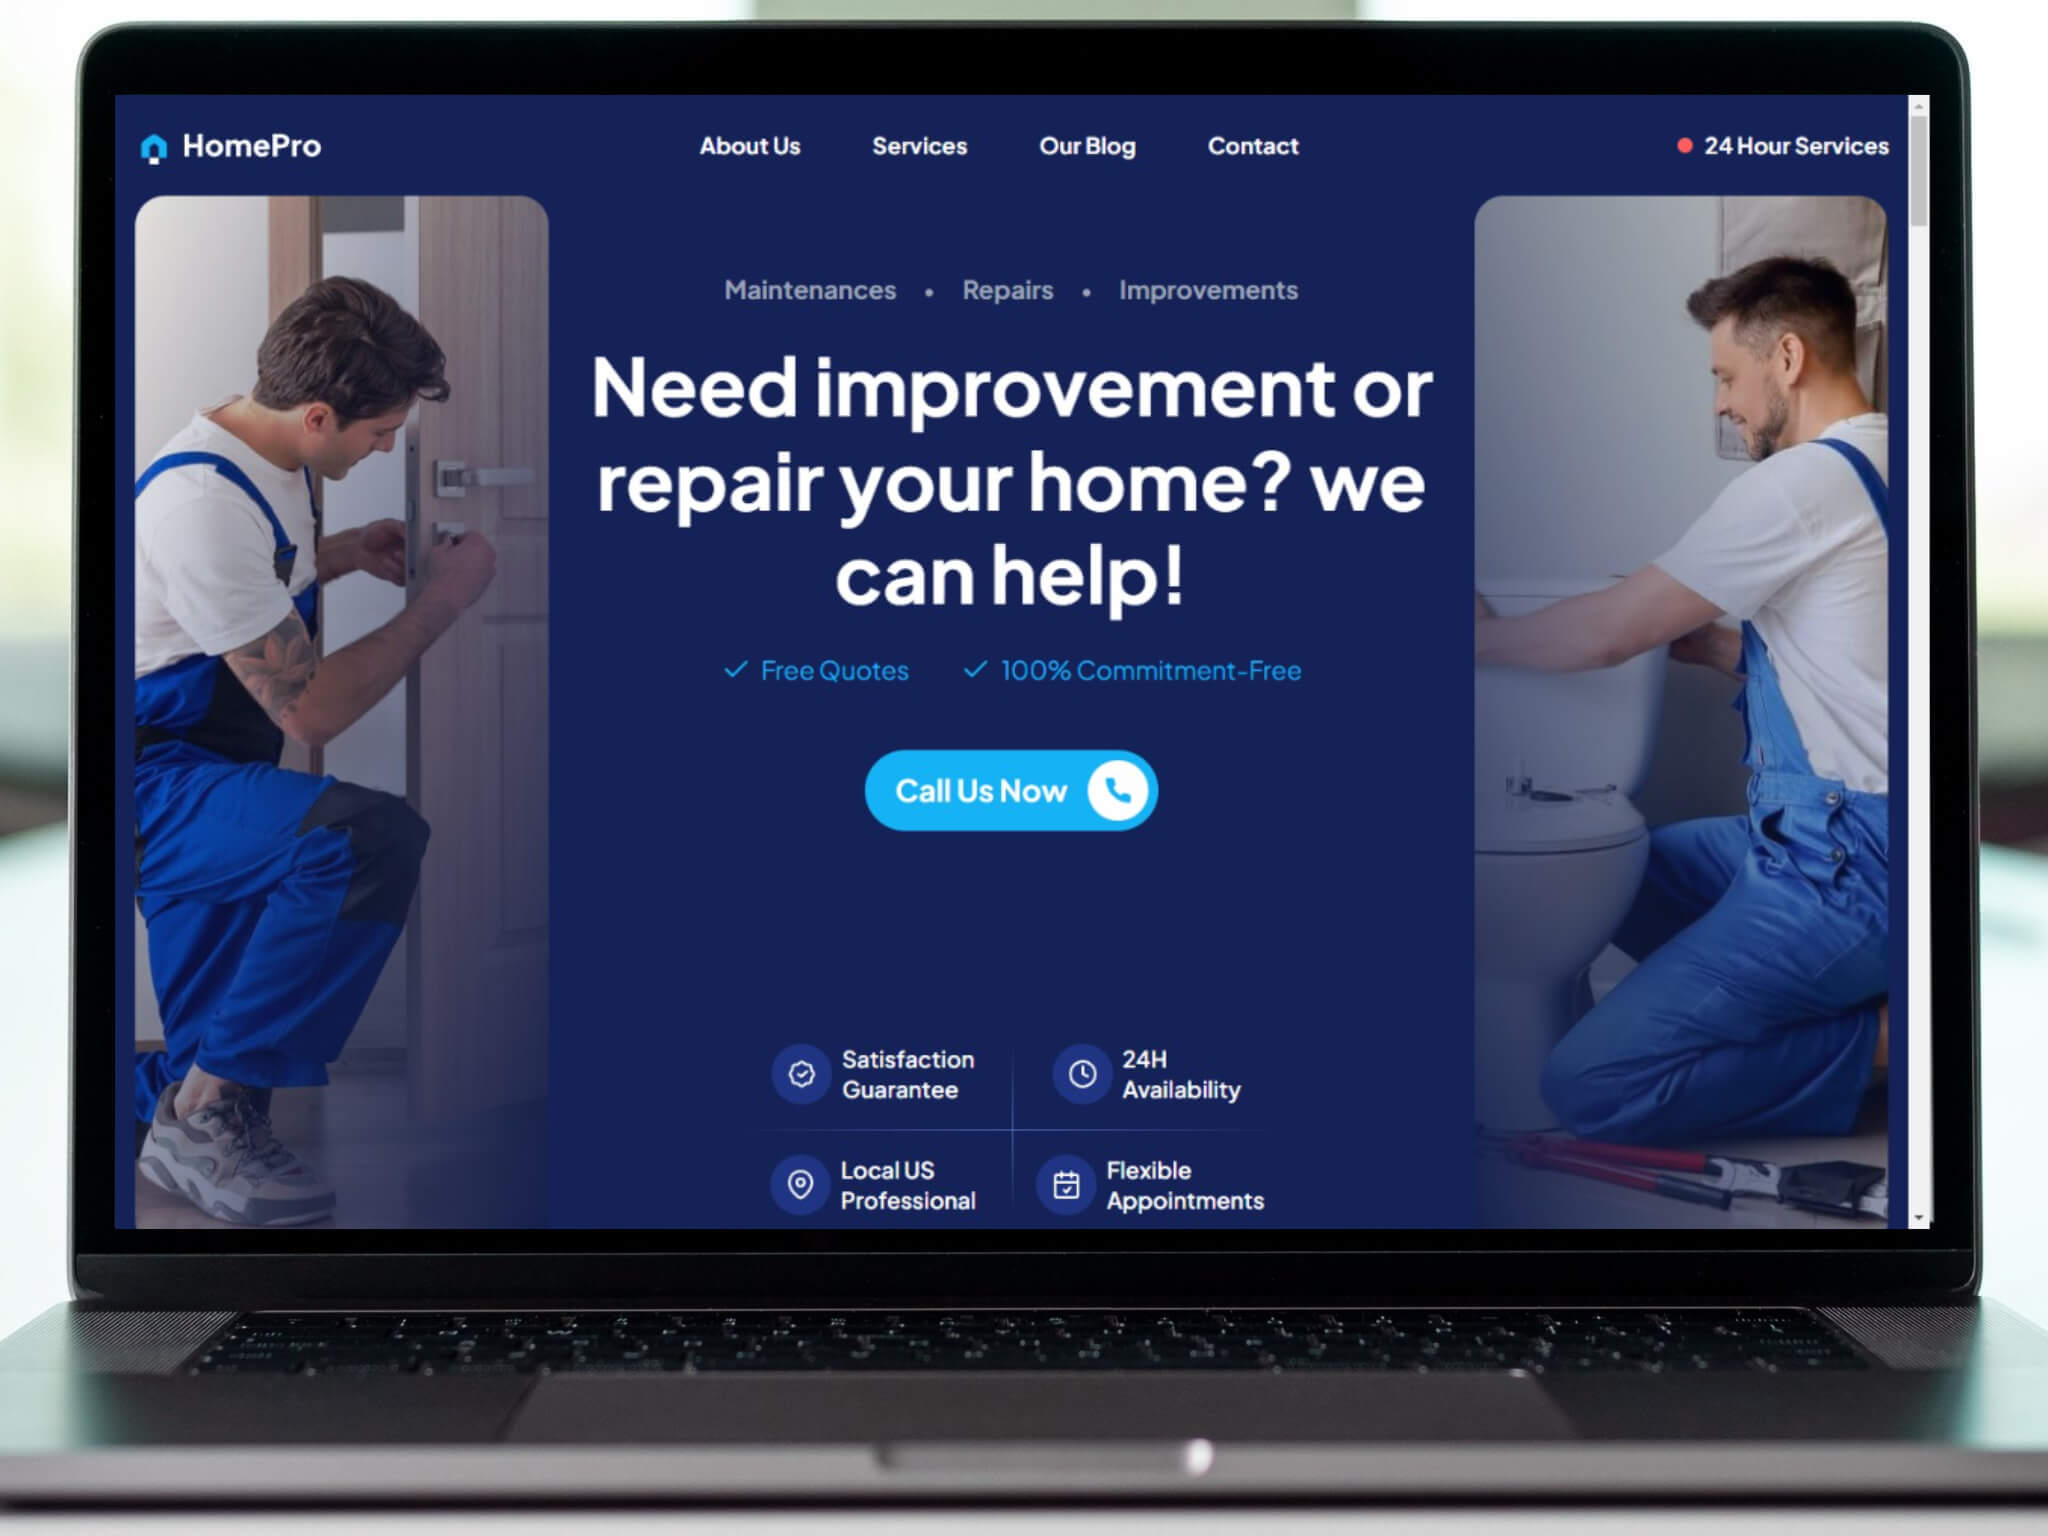 HomePro
About Us Services Our Blog Contact
24 Hour Services
Maintenances • Repairs • Improvements
Need improvement or
repair your home? we
can help!
✓ Free Quotes ✓ 100% Commitment-Free
Call Us Now
Satisfaction
Guarantee
24H
Availability
Local US
Professional
Flexible
Appointments